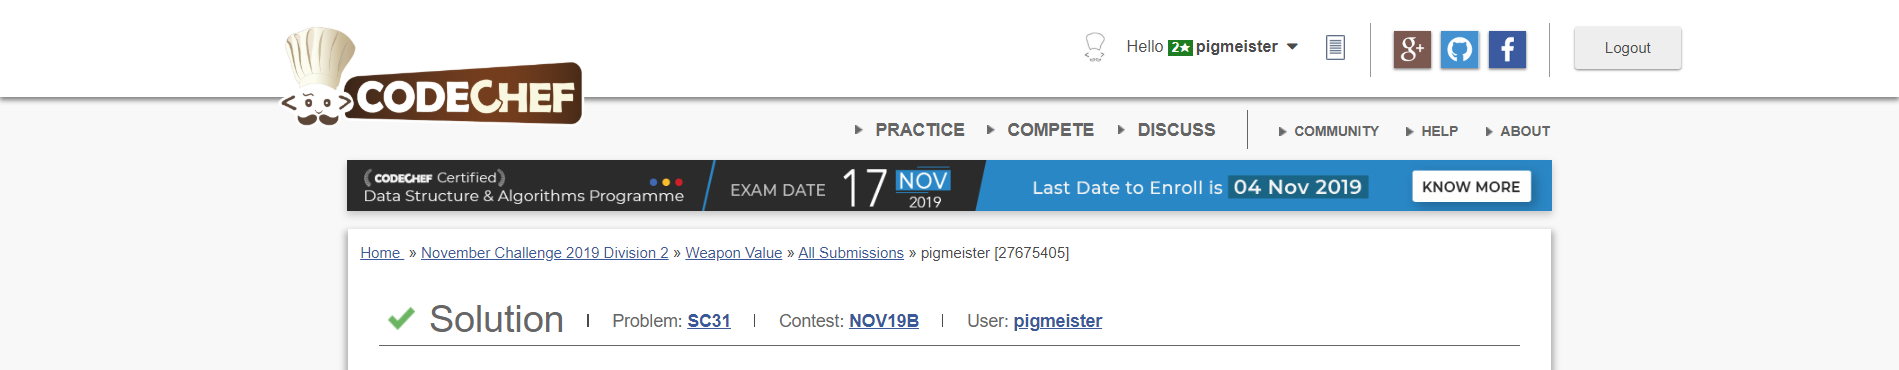 Hello 2★ pigmeister
g+
f
Logout
CODECHEF
PRACTICE COMPETE DISCUSS COMMUNITY HELP ABOUT
CODECHEF Certified
Data Structure & Algorithms Programme
EXAM DATE 17 NOV 2019
Last Date to Enroll is 04 Nov 2019
KNOW MORE
Home » November Challenge 2019 Division 2 » Weapon Value » All Submissions » pigmeister [27675405]
Solution | Problem: SC31 | Contest: NOV19B | User: pigmeister